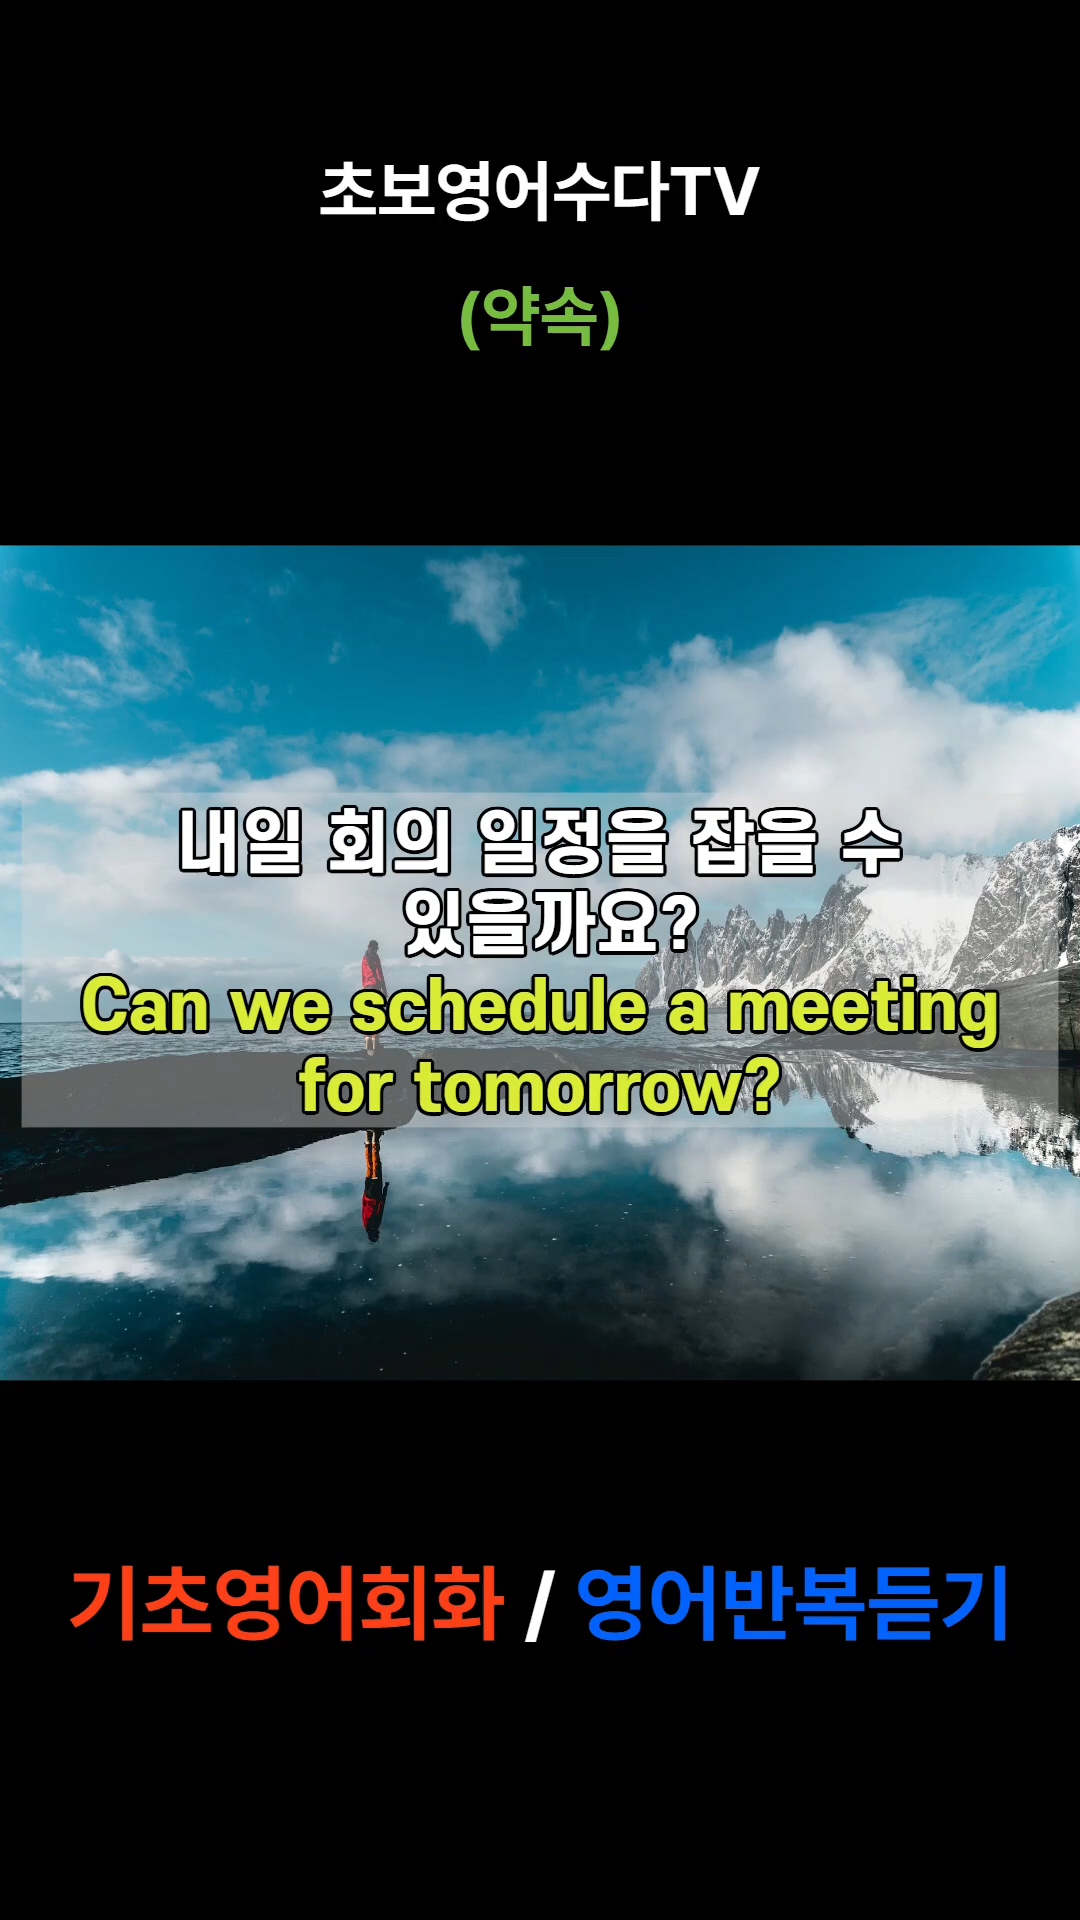 초보영어수다TV
(약속)
내일 회의 일정을 잡을 수
있을까요?
Can we schedule a meeting
for tomorrow?
기초영어회화 / 영어반복듣기